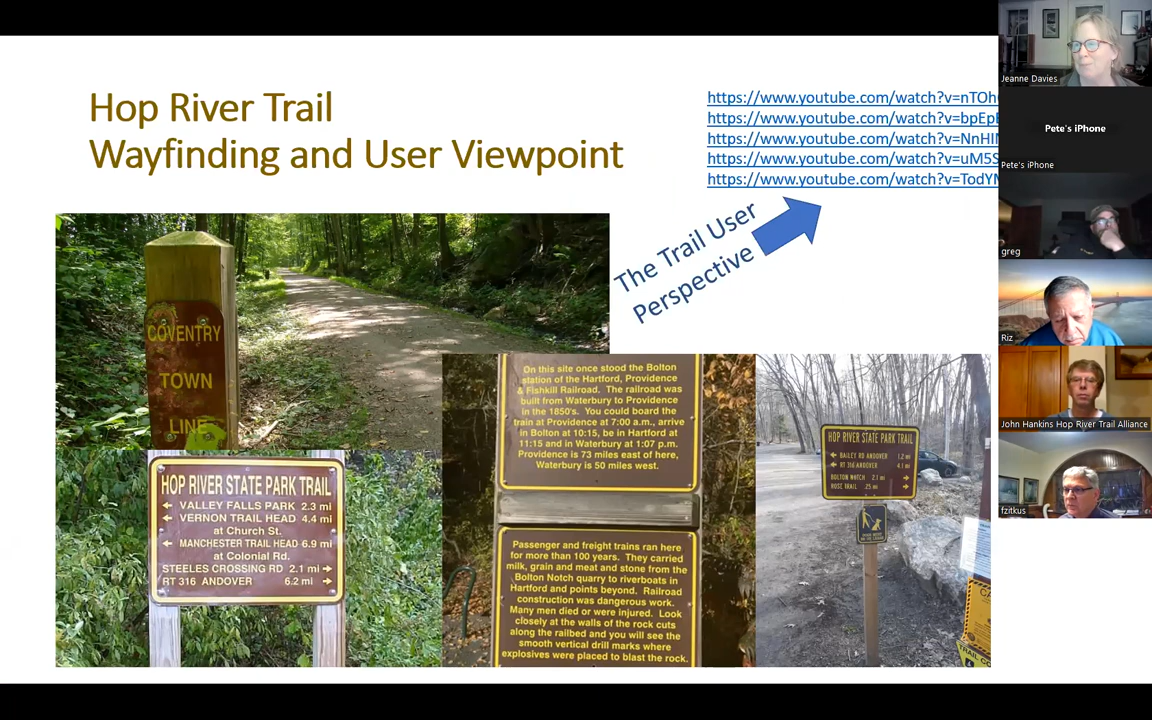 Hop River Trail
Wayfinding and User Viewpoint
https://www.youtube.com/watch?v=nTOh
https://www.youtube.com/watch?v=bpEp
https://www.youtube.com/watch?v=NnHI
https://www.youtube.com/watch?v=uM5S
https://www.youtube.com/watch?v=TodY
The Trail User
Perspective
COVENTRY
TOWN
LINE
HOP RIVER STATE PARK TRAIL
← VALLEY FALLS PARK 2.3 mi
← VERNON TRAIL HEAD 4.4 mi
at Church St.
← MANCHESTER TRAIL HEAD 6.9 mi
at Colonial Rd.
STEELES CROSSING RD 2.1 mi →
RT 316 ANDOVER 6.2 mi →
On this site once stood the Bolton
station of the Hartford, Providence
& Fishkill Railroad. The railroad was
built from Waterbury to Providence
in the 1850's. You could board the
train at Providence at 7:00 a.m., arrive
in Bolton at 10:15, be in Hartford at
11:15 and in Waterbury at 1:07 p.m.
Providence is 73 miles east of here,
Waterbury is 50 miles west.
Passenger and freight trains ran here
for more than 100 years. They carried
milk, grain and meat and stone from the
Bolton Notch quarry to riverboats in
Hartford and points beyond. Railroad
construction was dangerous work.
Many men died or were injured. Look
closely at the walls of the rock cuts
along the railbed and you will see the
smooth vertical drill marks where
explosives were placed to blast the rock.
HOP RIVER STATE PARK TRAIL
← BAILEY RD ANDOVER 1.2 mi
← RT 316 ANDOVER 4.1 mi
BOLTON NOTCH 2.1 mi →
TRAIL
Jeanne Davies
Pete's iPhone
Pete's iPhone
greg
Riz
John Hankins Hop River Trail Alliance
fzitkus